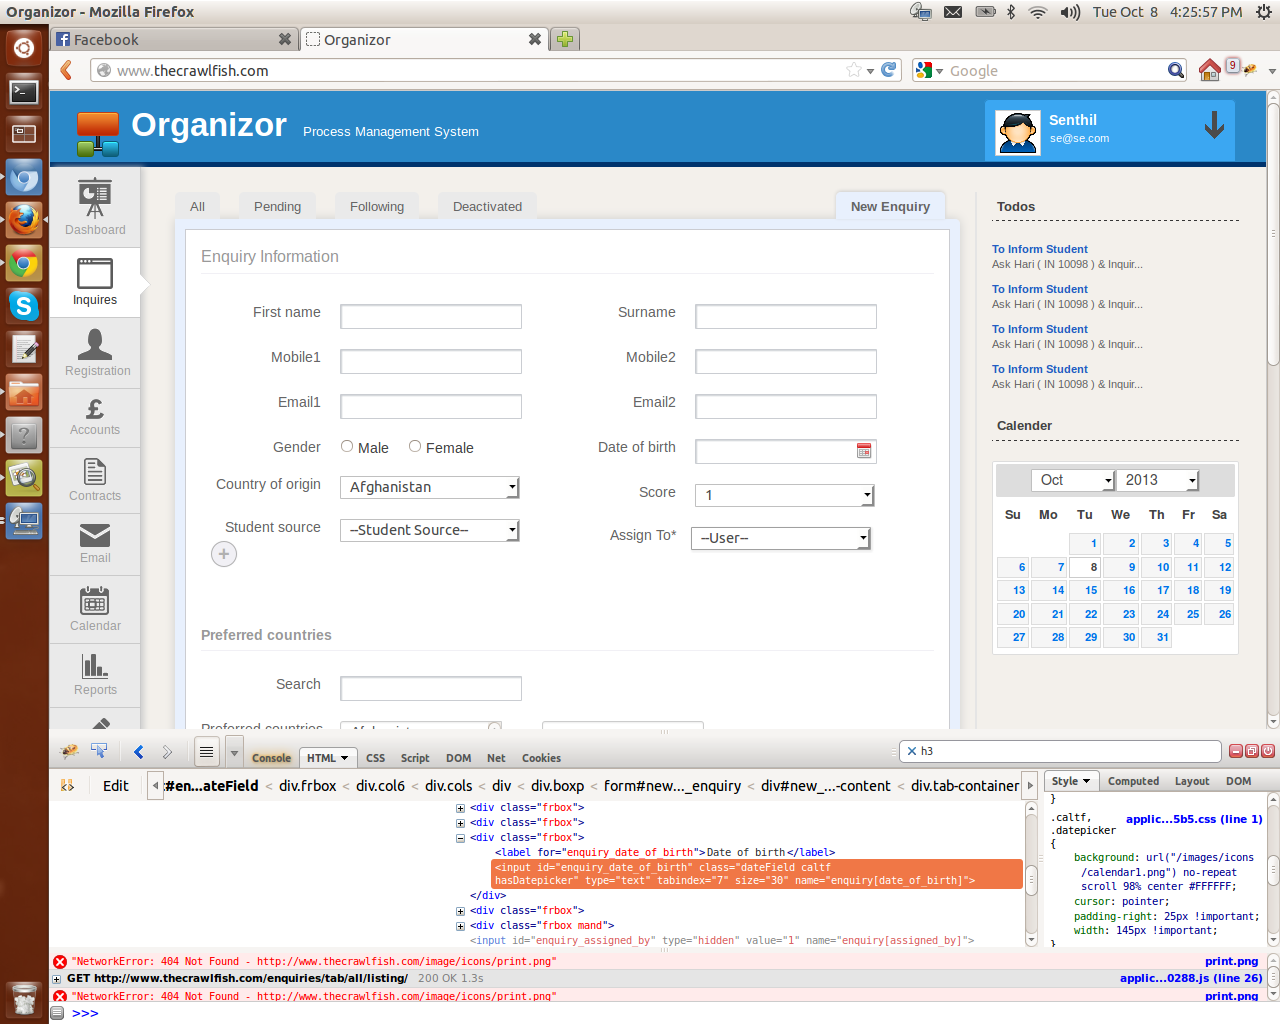 Organizor - Mozilla Firefox
Tue Oct 8 4:25:57 PM
Facebook
Organizor
www.thecrawlfish.com
Google
9
Organizor Process Management System
Senthil
se@se.com
Dashboard
Inquires
Registration
£
Accounts
Contracts
Email
Calendar
Reports
All
Pending
Following
Deactivated
New Enquiry
Enquiry Information
First name
Surname
Mobile1
Mobile2
Email1
Email2
Gender
Male
Female
Date of birth
Country of origin
Afghanistan
Score
1
Student source
--Student Source--
Assign To*
--User--
Preferred countries
Search
Preferred countries
Afghanistan
Todos
To Inform Student
Ask Hari ( IN 10098 ) & Inquir...
To Inform Student
Ask Hari ( IN 10098 ) & Inquir...
To Inform Student
Ask Hari ( IN 10098 ) & Inquir...
To Inform Student
Ask Hari ( IN 10098 ) & Inquir...
Calender
Oct 2013
Su Mo Tu We Th Fr Sa
1 2 3 4 5
6 7 8 9 10 11 12
13 14 15 16 17 18 19
20 21 22 23 24 25 26
27 28 29 30 31
Console HTML CSS Script DOM Net Cookies
h3
Edit
#en...ateField < div.frbox < div.col6 < div.cols < div < div.boxp < form#new_..._enquiry < div#new_...-content < div.tab-container
Style Computed Layout DOM
<div class="frbox">
<div class="frbox">
<div class="frbox">
<label for="enquiry_date_of_birth">Date of birth</label>
<input id="enquiry_date_of_birth" class="dateField caltf
hasDatepicker" type="text" tabindex="7" size="30" name="enquiry[date_of_birth]">
</div>
<div class="frbox">
<div class="frbox mand">
<input id="enquiry_assigned_by" type="hidden" value="1" name="enquiry[assigned_by]">
}
.caltf, applic...5b5.css (line 1)
.datepicker
{
background: url("/images/icons
/calendar1.png") no-repeat
scroll 98% center #FFFFFF;
cursor: pointer;
padding-right: 25px !important;
width: 145px !important;
}
"NetworkError: 404 Not Found - http://www.thecrawlfish.com/image/icons/print.png" print.png
GET http://www.thecrawlfish.com/enquiries/tab/all/listing/ 200 OK 1.3s applic...0288.js (line 26)
"NetworkError: 404 Not Found - http://www.thecrawlfish.com/image/icons/print.png" print.png
>>>